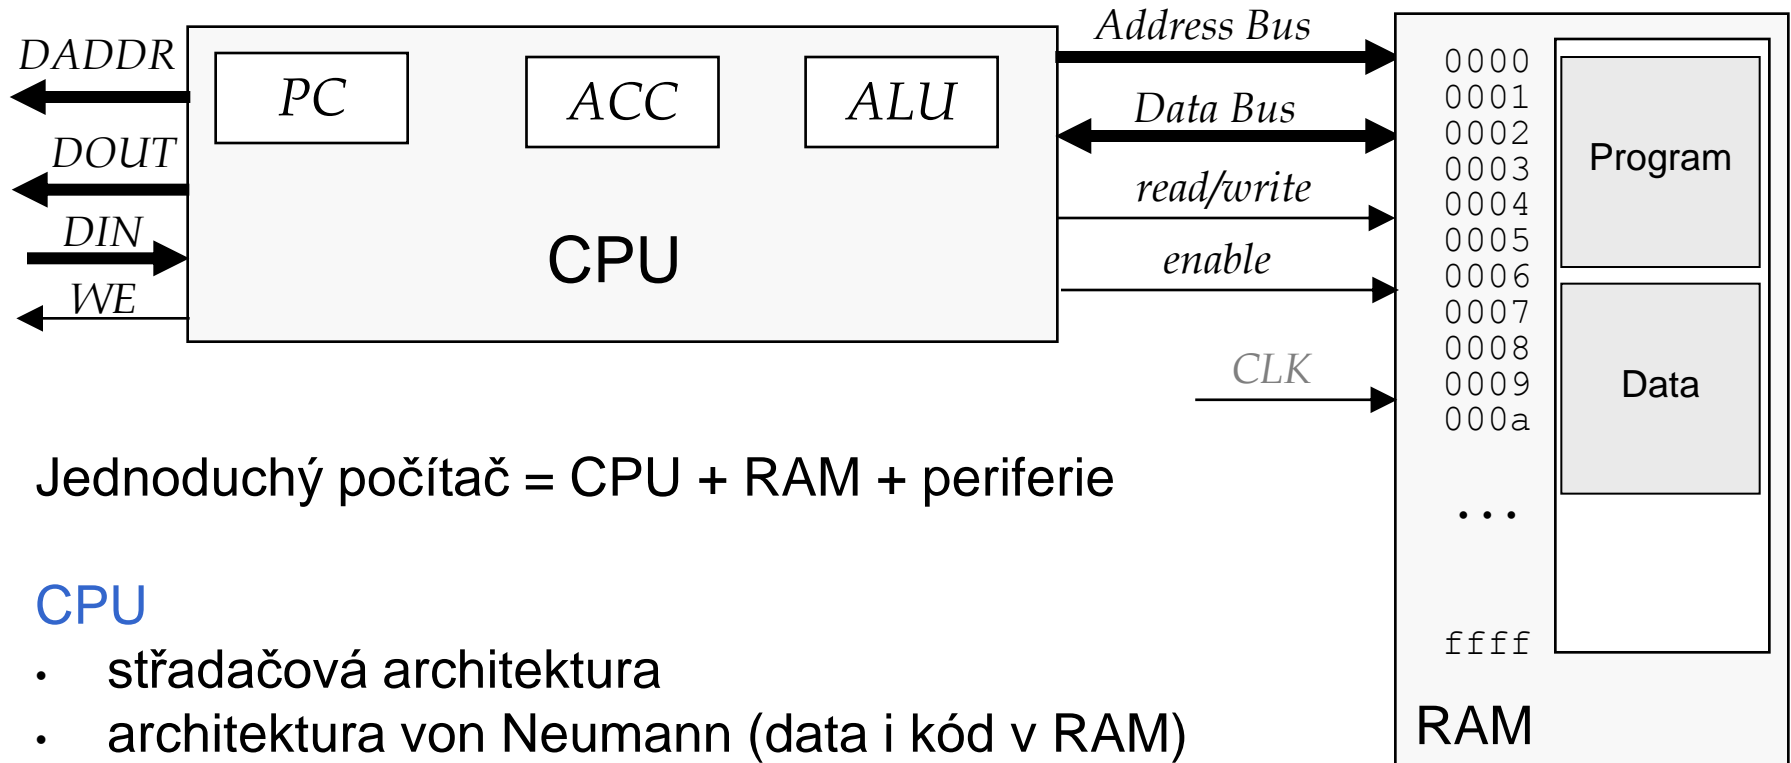 DADDR
DOUT
DIN
WE
PC
ACC
ALU
CPU
Address Bus
Data Bus
read/write
enable
CLK
0000
0001
0002
0003
0004
0005
0006
0007
0008
0009
000a
...
ffff
Program
Data
RAM
Jednoduchý počítač = CPU + RAM + periferie
CPU
• střadačová architektura
• architektura von Neumann (data i kód v RAM)